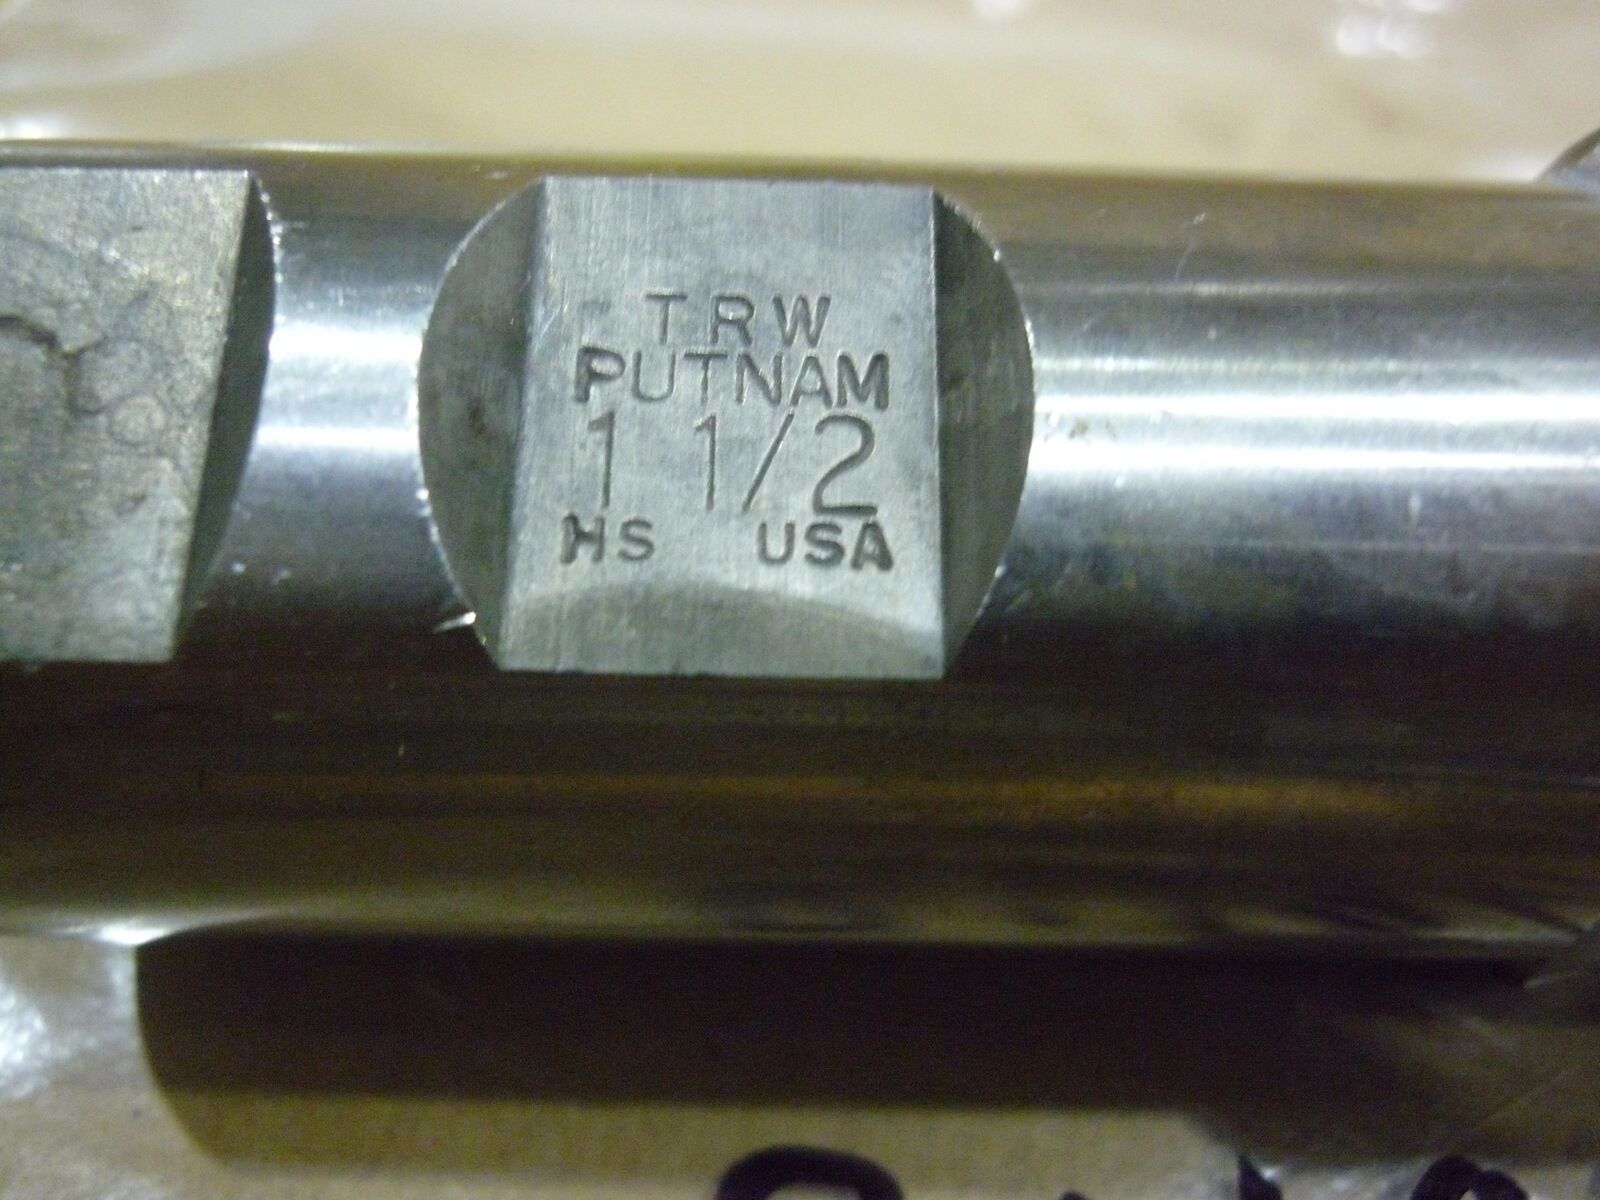 TRW
PUTNAM
1 1/2
HS USA